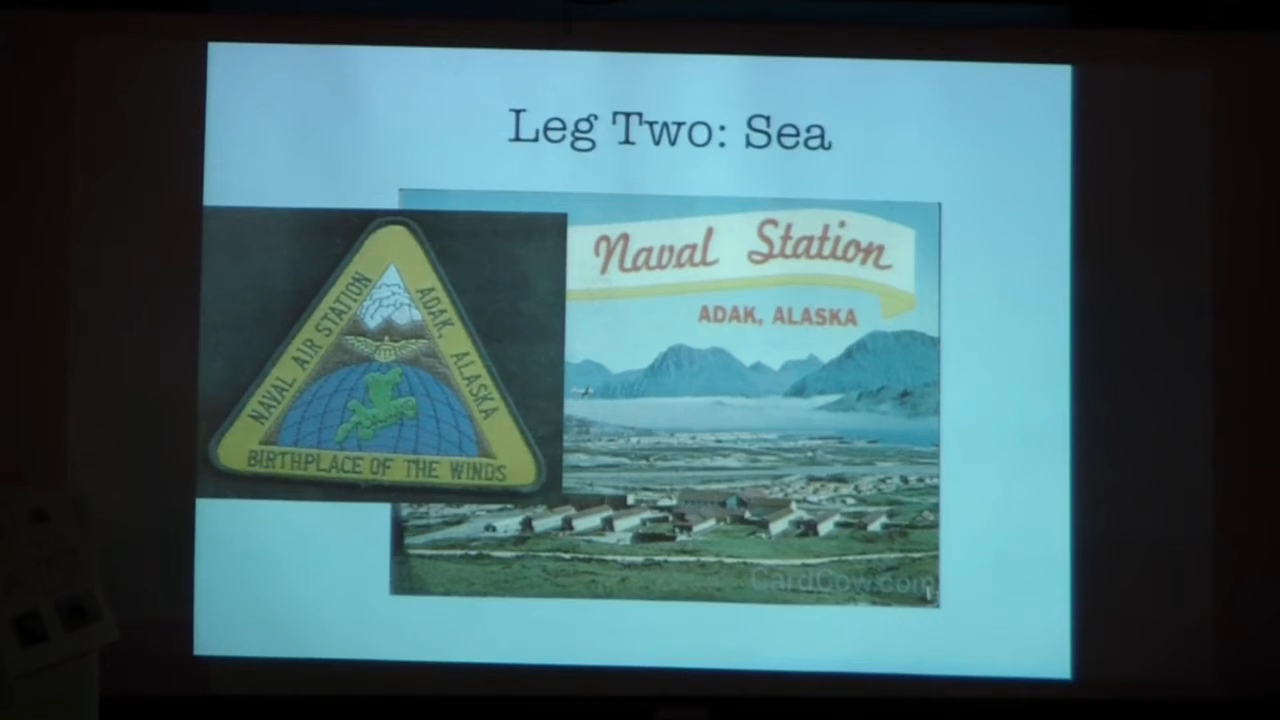 Leg Two: Sea
Naval Station
ADAK, ALASKA
NAVAL AIR STATION
ADAK, ALASKA
BIRTHPLACE OF THE WINDS
CardCow.com